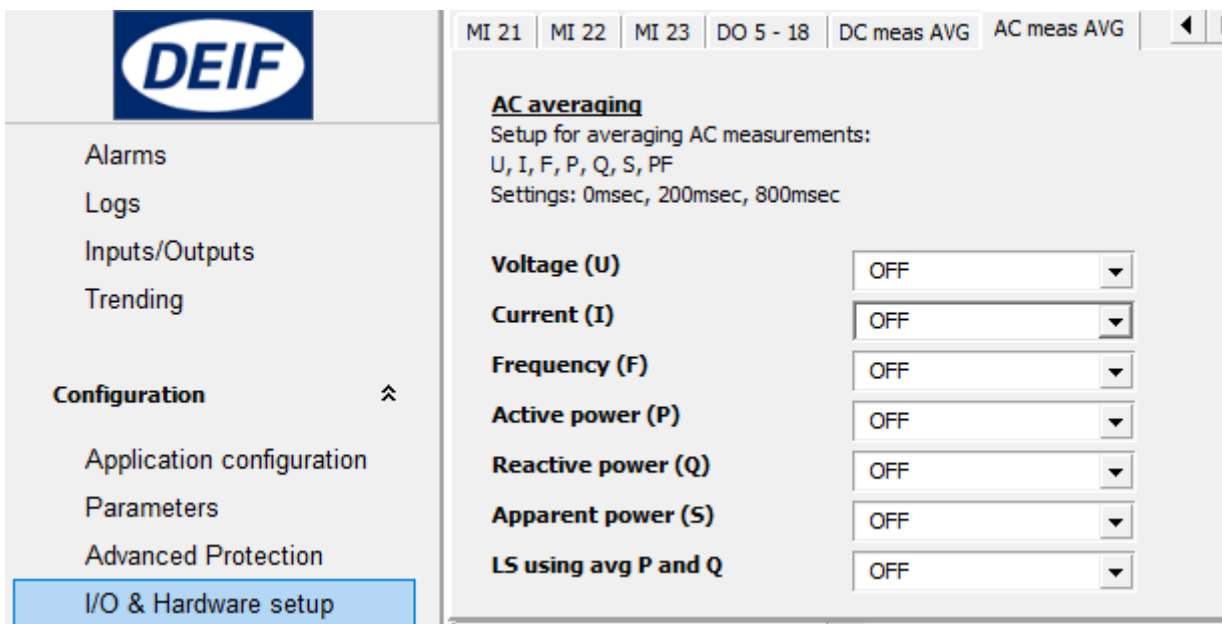 DEIF
Alarms
Logs
Inputs/Outputs
Trending
Configuration
Application configuration
Parameters
Advanced Protection
I/O & Hardware setup
MI 21 MI 22 MI 23 DO 5 - 18 DC meas AVG AC meas AVG
AC averaging
Setup for averaging AC measurements:
U, I, F, P, Q, S, PF
Settings: 0msec, 200msec, 800msec
Voltage (U) OFF
Current (I) OFF
Frequency (F) OFF
Active power (P) OFF
Reactive power (Q) OFF
Apparent power (S) OFF
LS using avg P and Q OFF